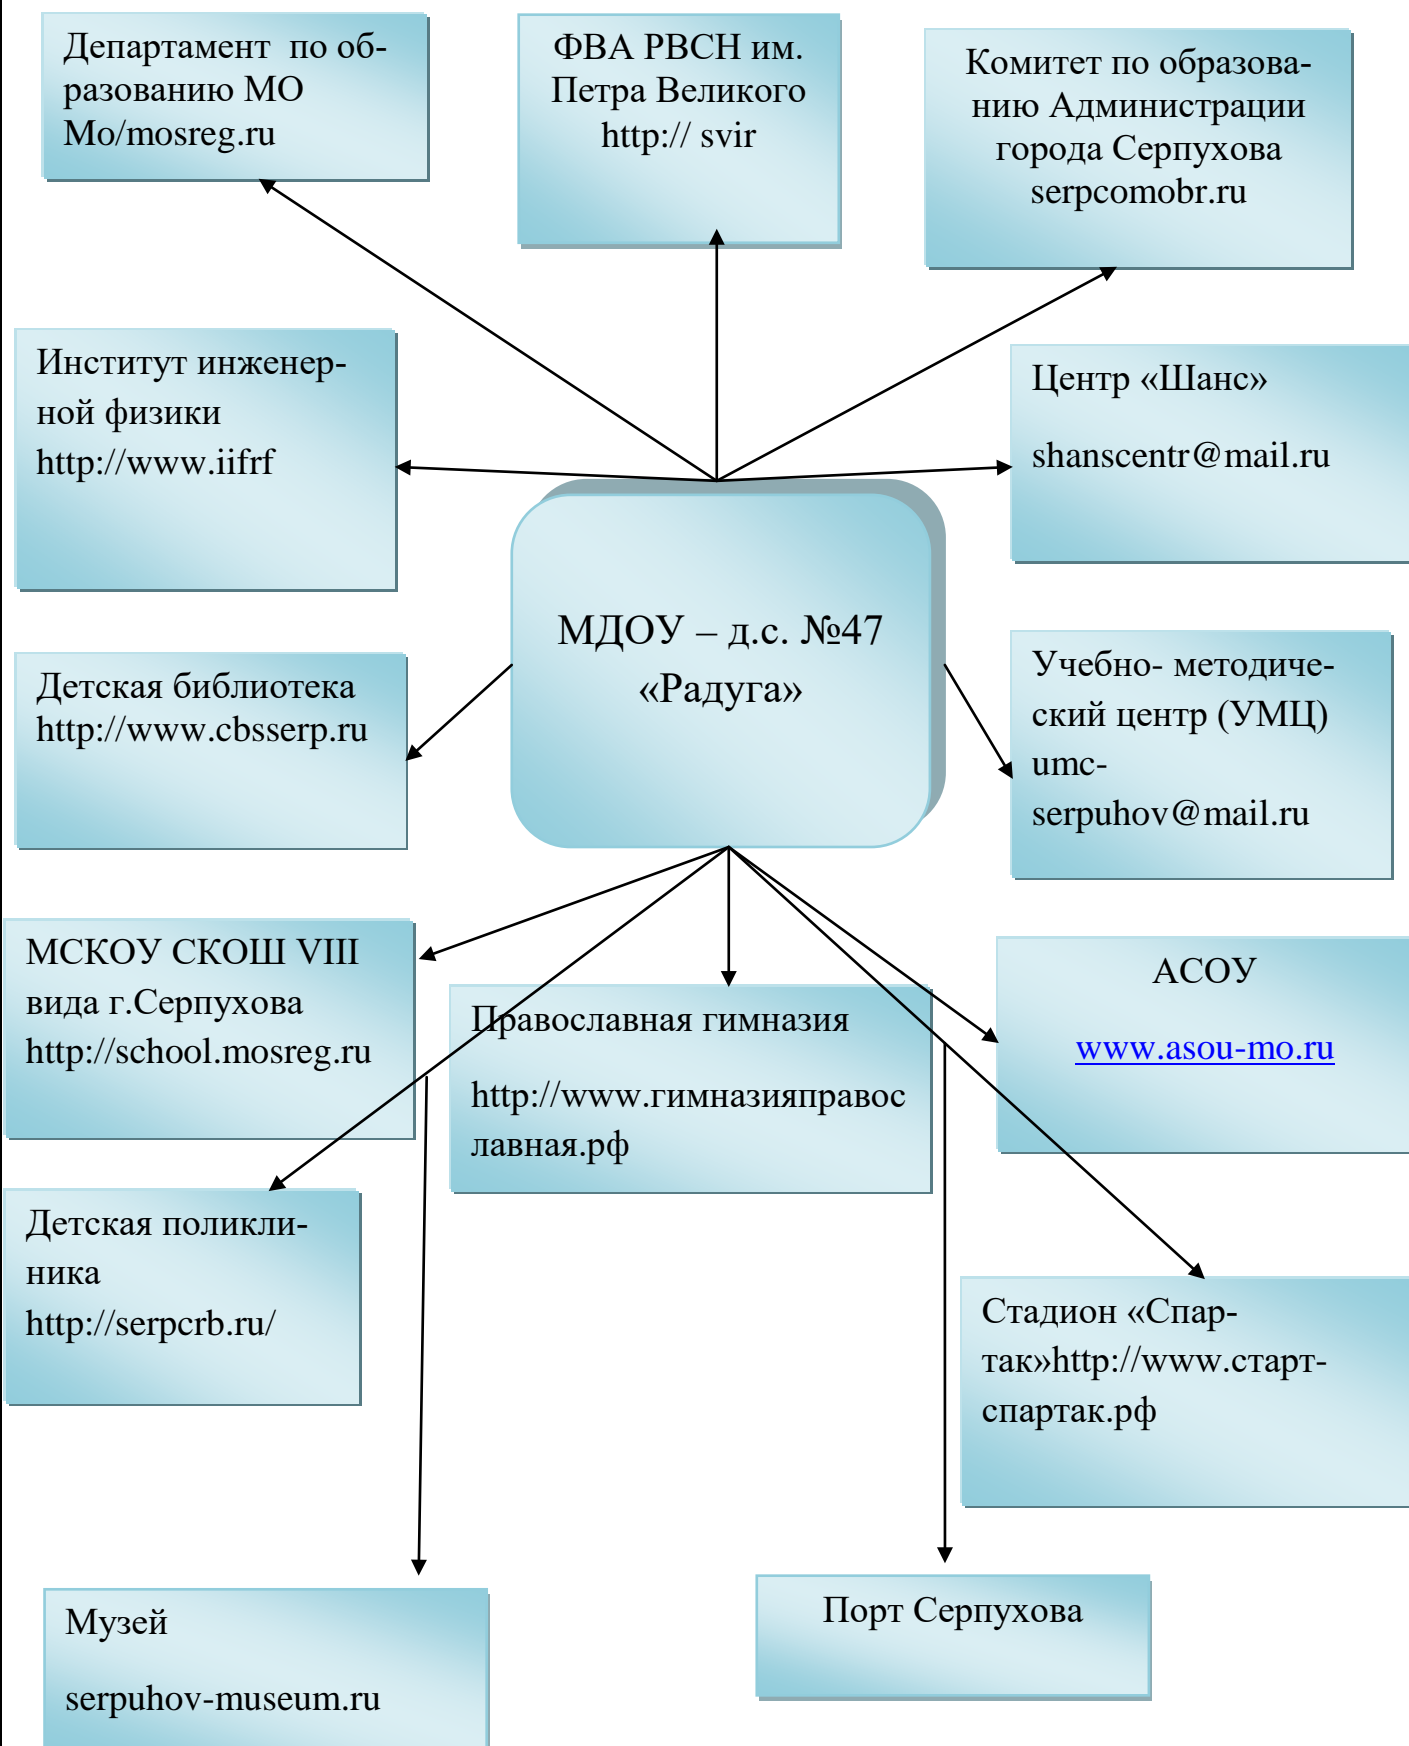 Департамент по об-
разованию МО
Mo/mosreg.ru
ФВА РВСН им.
Петра Великого
http:// svir
Комитет по образова-
нию Администрации
города Серпухова
serpcomobr.ru
Институт инженер-
ной физики
http://www.iifrf
Центр «Шанс»
shanscentr@mail.ru
МДОУ – д.с. №47
«Радуга»
Детская библиотека
http://www.cbsserp.ru
Учебно- методиче-
ский центр (УМЦ)
umc-
serpuhov@mail.ru
МСКОУ СКОШ VIII
вида г.Серпухова
http://school.mosreg.ru
Православная гимназия
http://www.гимназияправос
лавная.рф
АСОУ
www.asou-mo.ru
Детская поликли-
ника
http://serpcrb.ru/
Стадион «Спар-
так»http://www.старт-
спартак.рф
Музей
serpuhov-museum.ru
Порт Серпухова